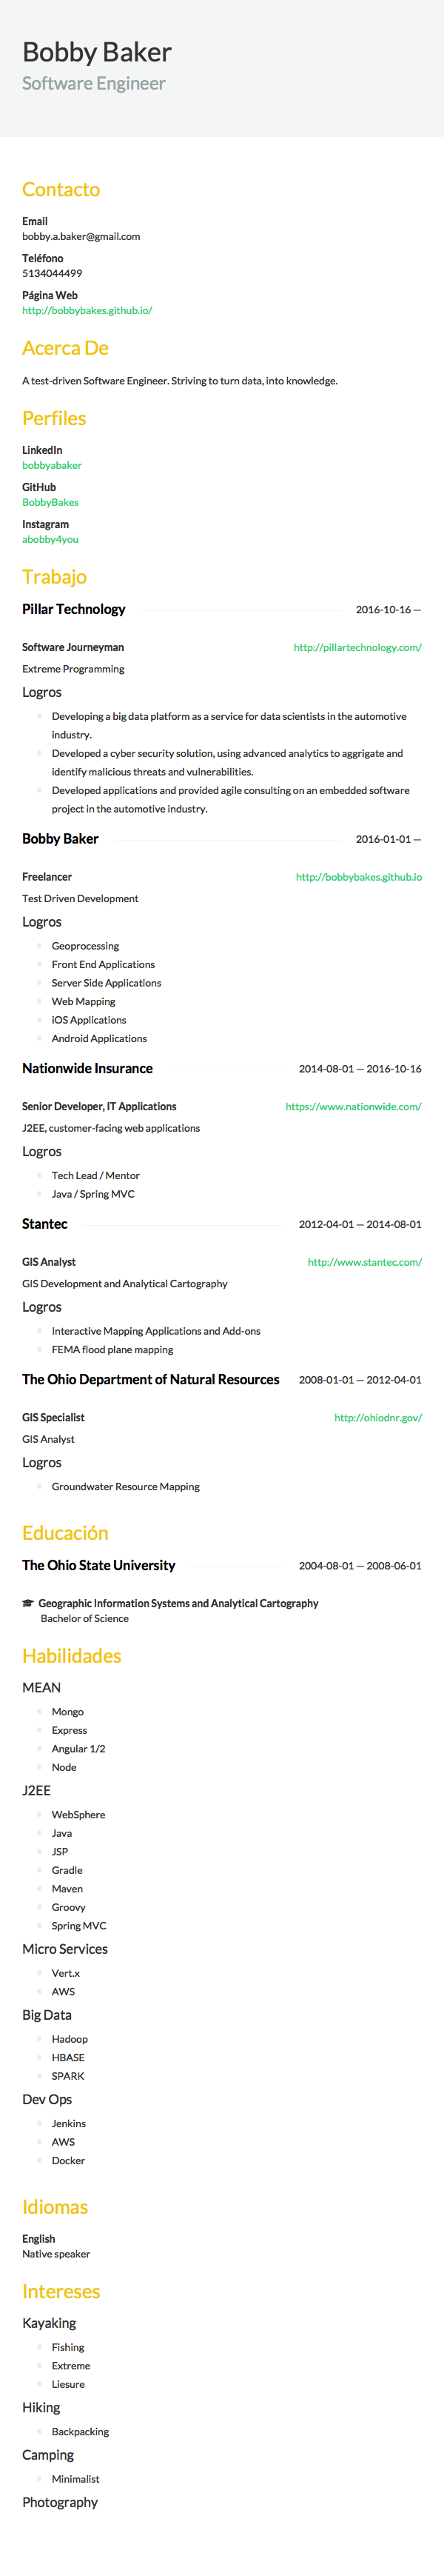 Bobby Baker
Software Engineer
Contacto
Email
bobby.a.baker@gmail.com
Teléfono
5134044499
Página Web
http://bobbybakes.github.io/
Acerca De
A test-driven Software Engineer. Striving to turn data, into knowledge.
Perfiles
LinkedIn
bobbyabaker
GitHub
BobbyBakes
Instagram
abobby4you
Trabajo
Pillar Technology 2016-10-16 —
Software Journeyman http://pillartechnology.com/
Extreme Programming
Logros
Developing a big data platform as a service for data scientists in the automotive
industry.
Developed a cyber security solution, using advanced analytics to aggrigate and
identify malicious threats and vulnerabilities.
Developed applications and provided agile consulting on an embedded software
project in the automotive industry.
Bobby Baker 2016-01-01 —
Freelancer http://bobbybakes.github.io
Test Driven Development
Logros
Geoprocessing
Front End Applications
Server Side Applications
Web Mapping
iOS Applications
Android Applications
Nationwide Insurance 2014-08-01 — 2016-10-16
Senior Developer, IT Applications https://www.nationwide.com/
J2EE, customer-facing web applications
Logros
Tech Lead / Mentor
Java / Spring MVC
Stantec 2012-04-01 — 2014-08-01
GIS Analyst http://www.stantec.com/
GIS Development and Analytical Cartography
Logros
Interactive Mapping Applications and Add-ons
FEMA flood plane mapping
The Ohio Department of Natural Resources 2008-01-01 — 2012-04-01
GIS Specialist http://ohiodnr.gov/
GIS Analyst
Logros
Groundwater Resource Mapping
Educación
The Ohio State University 2004-08-01 — 2008-06-01
Geographic Information Systems and Analytical Cartography
Bachelor of Science
Habilidades
MEAN
Mongo
Express
Angular 1/2
Node
J2EE
WebSphere
Java
JSP
Gradle
Maven
Groovy
Spring MVC
Micro Services
Vert.x
AWS
Big Data
Hadoop
HBASE
SPARK
Dev Ops
Jenkins
AWS
Docker
Idiomas
English
Native speaker
Intereses
Kayaking
Fishing
Extreme
Liesure
Hiking
Backpacking
Camping
Minimalist
Photography